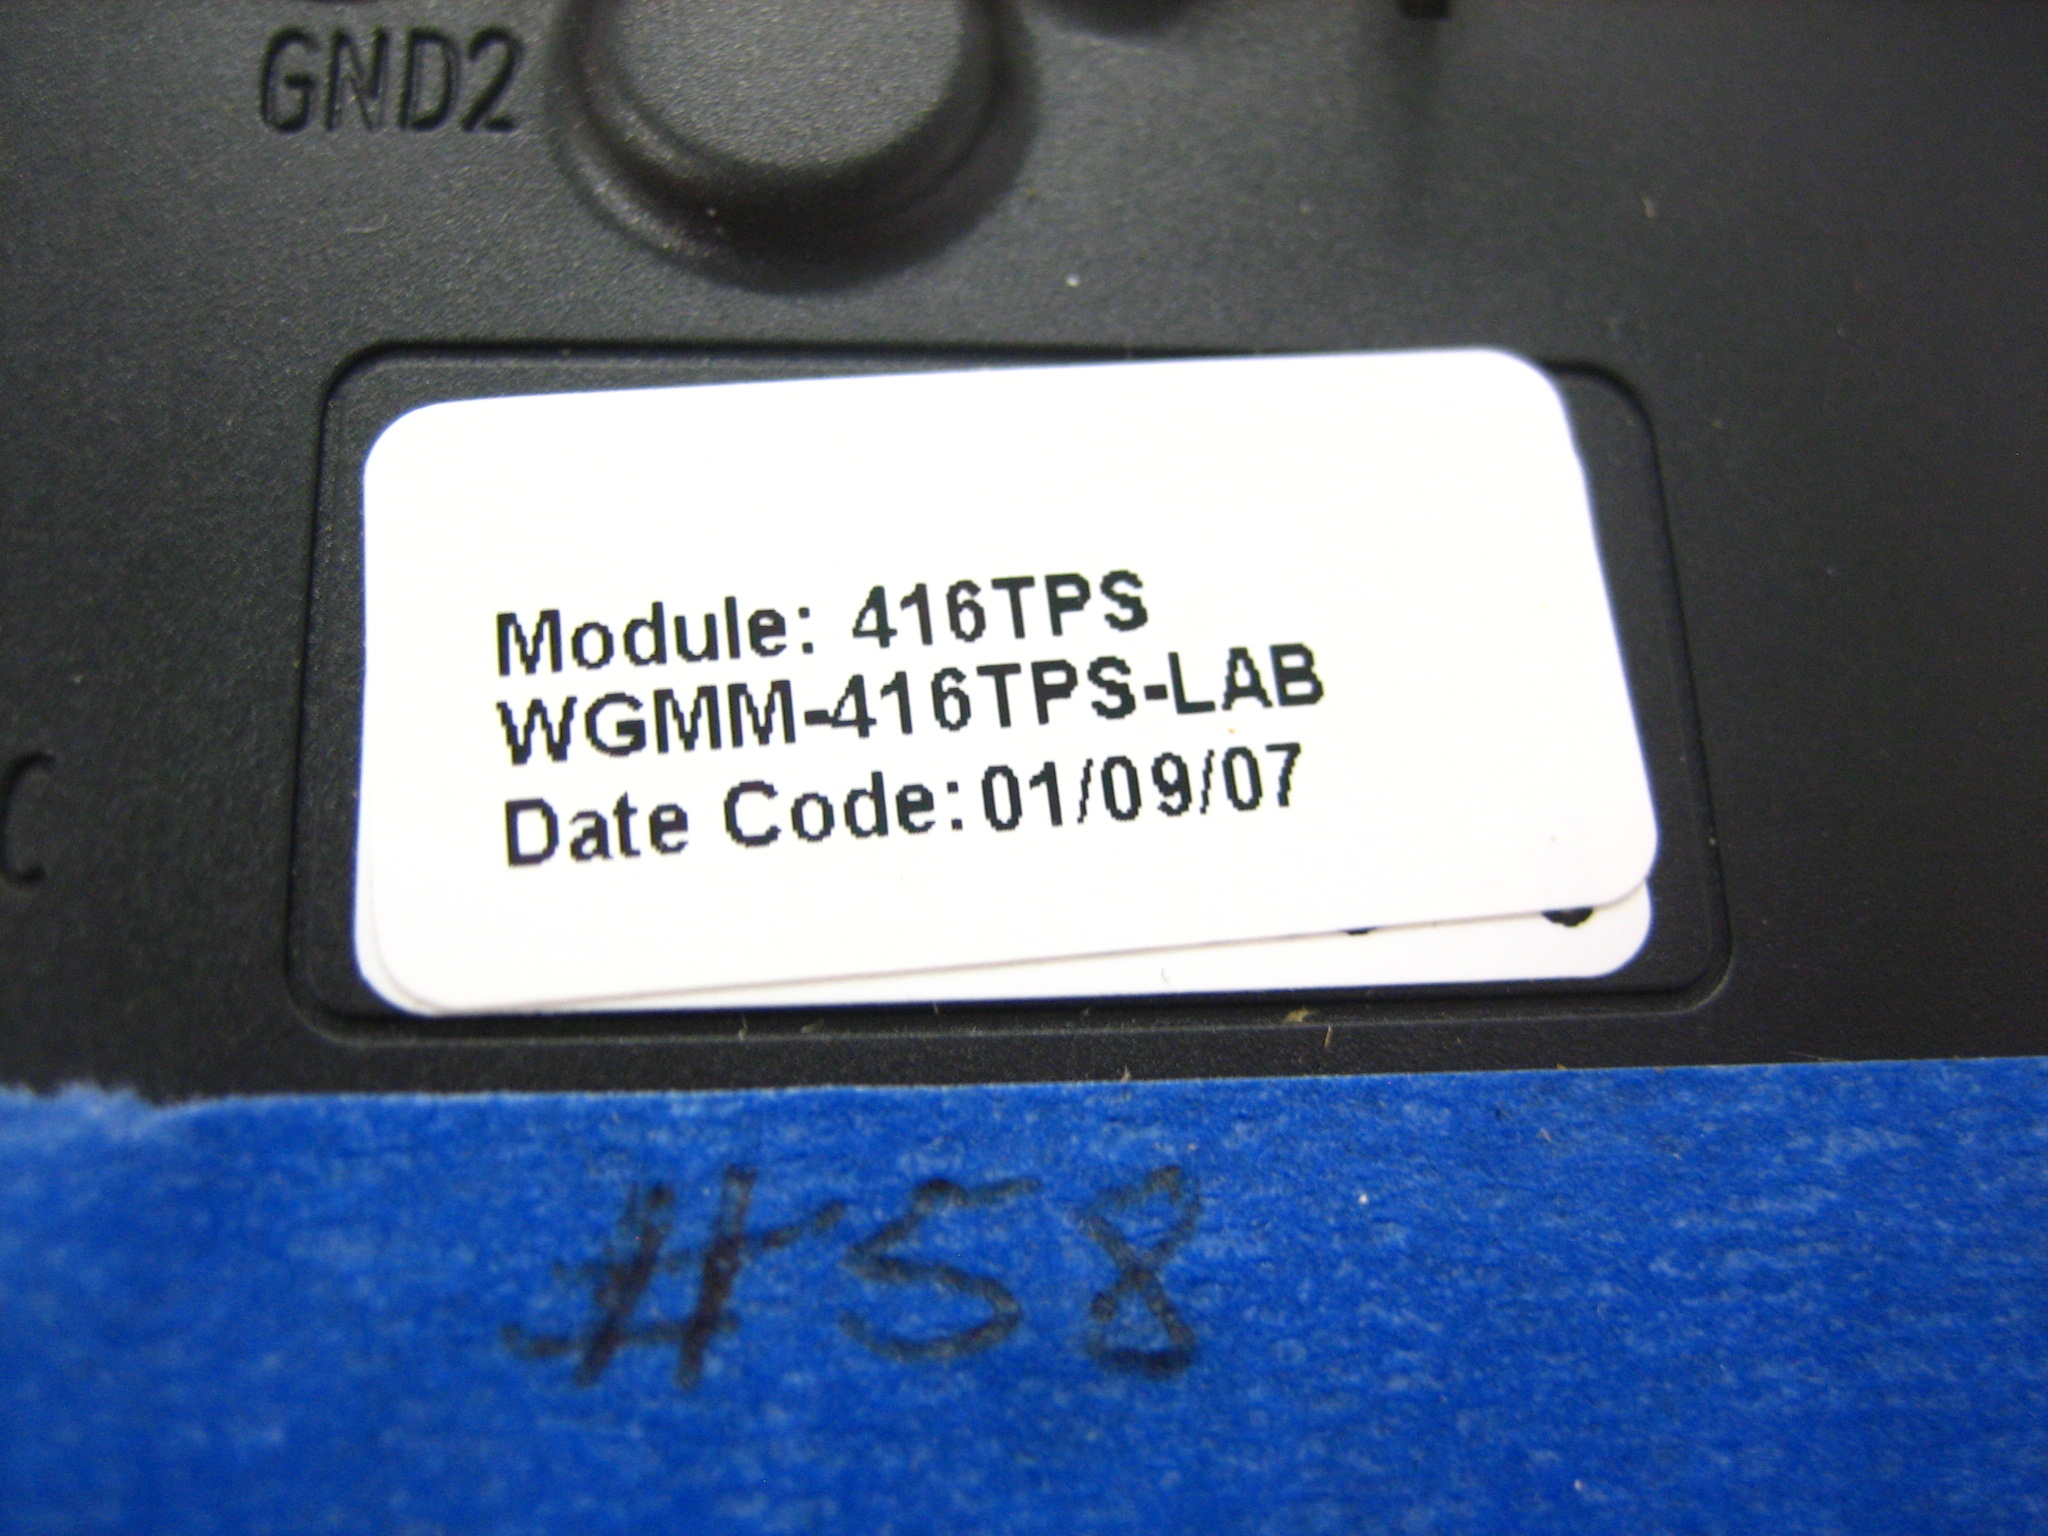 GND2
Module: 416TPS
WGMM-416TPS-LAB
Date Code: 01/09/07
C
#58